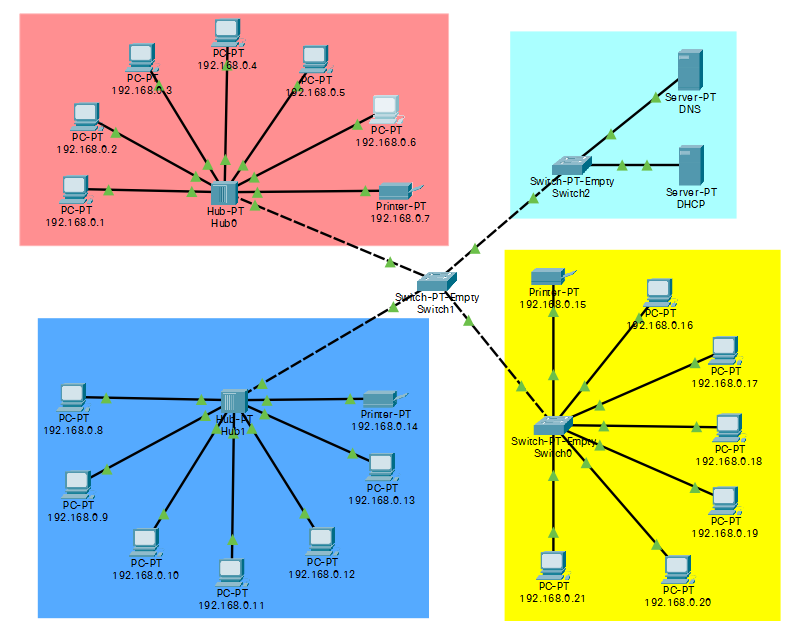 PC-PT
192.168.0.4
PC-PT
192.168.0.3
PC-PT
192.168.0.5
PC-PT
192.168.0.2
PC-PT
192.168.0.6
PC-PT
192.168.0.1
Hub-PT
Hub0
Printer-PT
192.168.0.7
Server-PT
DNS
Switch-PT-Empty
Switch2
Server-PT
DHCP
Switch-PT-Empty
Switch1
Printer-PT
192.168.0.15
PC-PT
192.168.0.16
PC-PT
192.168.0.17
PC-PT
192.168.0.18
Switch-PT-Empty
Switch0
PC-PT
192.168.0.19
PC-PT
192.168.0.20
PC-PT
192.168.0.21
PC-PT
192.168.0.8
Hub-PT
Hub1
Printer-PT
192.168.0.14
PC-PT
192.168.0.13
PC-PT
192.168.0.9
PC-PT
192.168.0.10
PC-PT
192.168.0.11
PC-PT
192.168.0.12